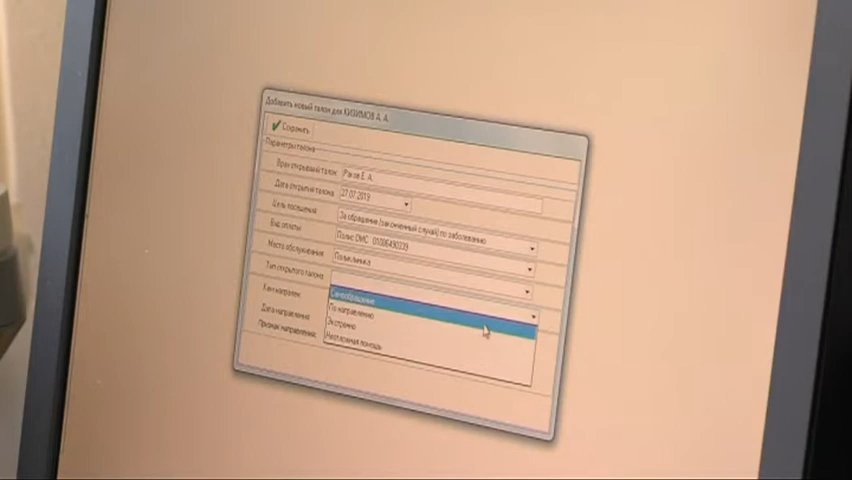 Добавить новый талон для КИЗИМОВ А. А.
Сохранить
Параметры талона
Врач открывший талон: Раков Е. А.
Дата открытия талона: 27.07.2019
Цель посещения: За обращение (законченный случай) по заболеванию
Вид оплаты: Полис ОМС
Место обслуживания: Поликлиника
Тип открытого талона:
Кем направлен:
Самообращение
По направлению
Дата направления
Экстренно
Признак направления:
Неотложная помощь